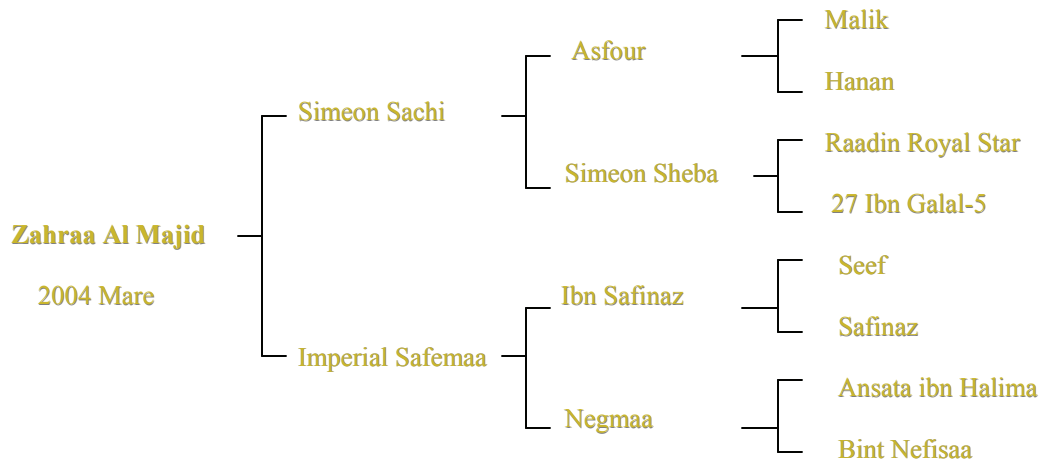 Malik
Asfour
Hanan
Simeon Sachi
Raadin Royal Star
Simeon Sheba
27 Ibn Galal-5
Zahraa Al Majid
2004 Mare
Seef
Ibn Safinaz
Safinaz
Imperial Safemaa
Ansata ibn Halima
Negmaa
Bint Nefisaa